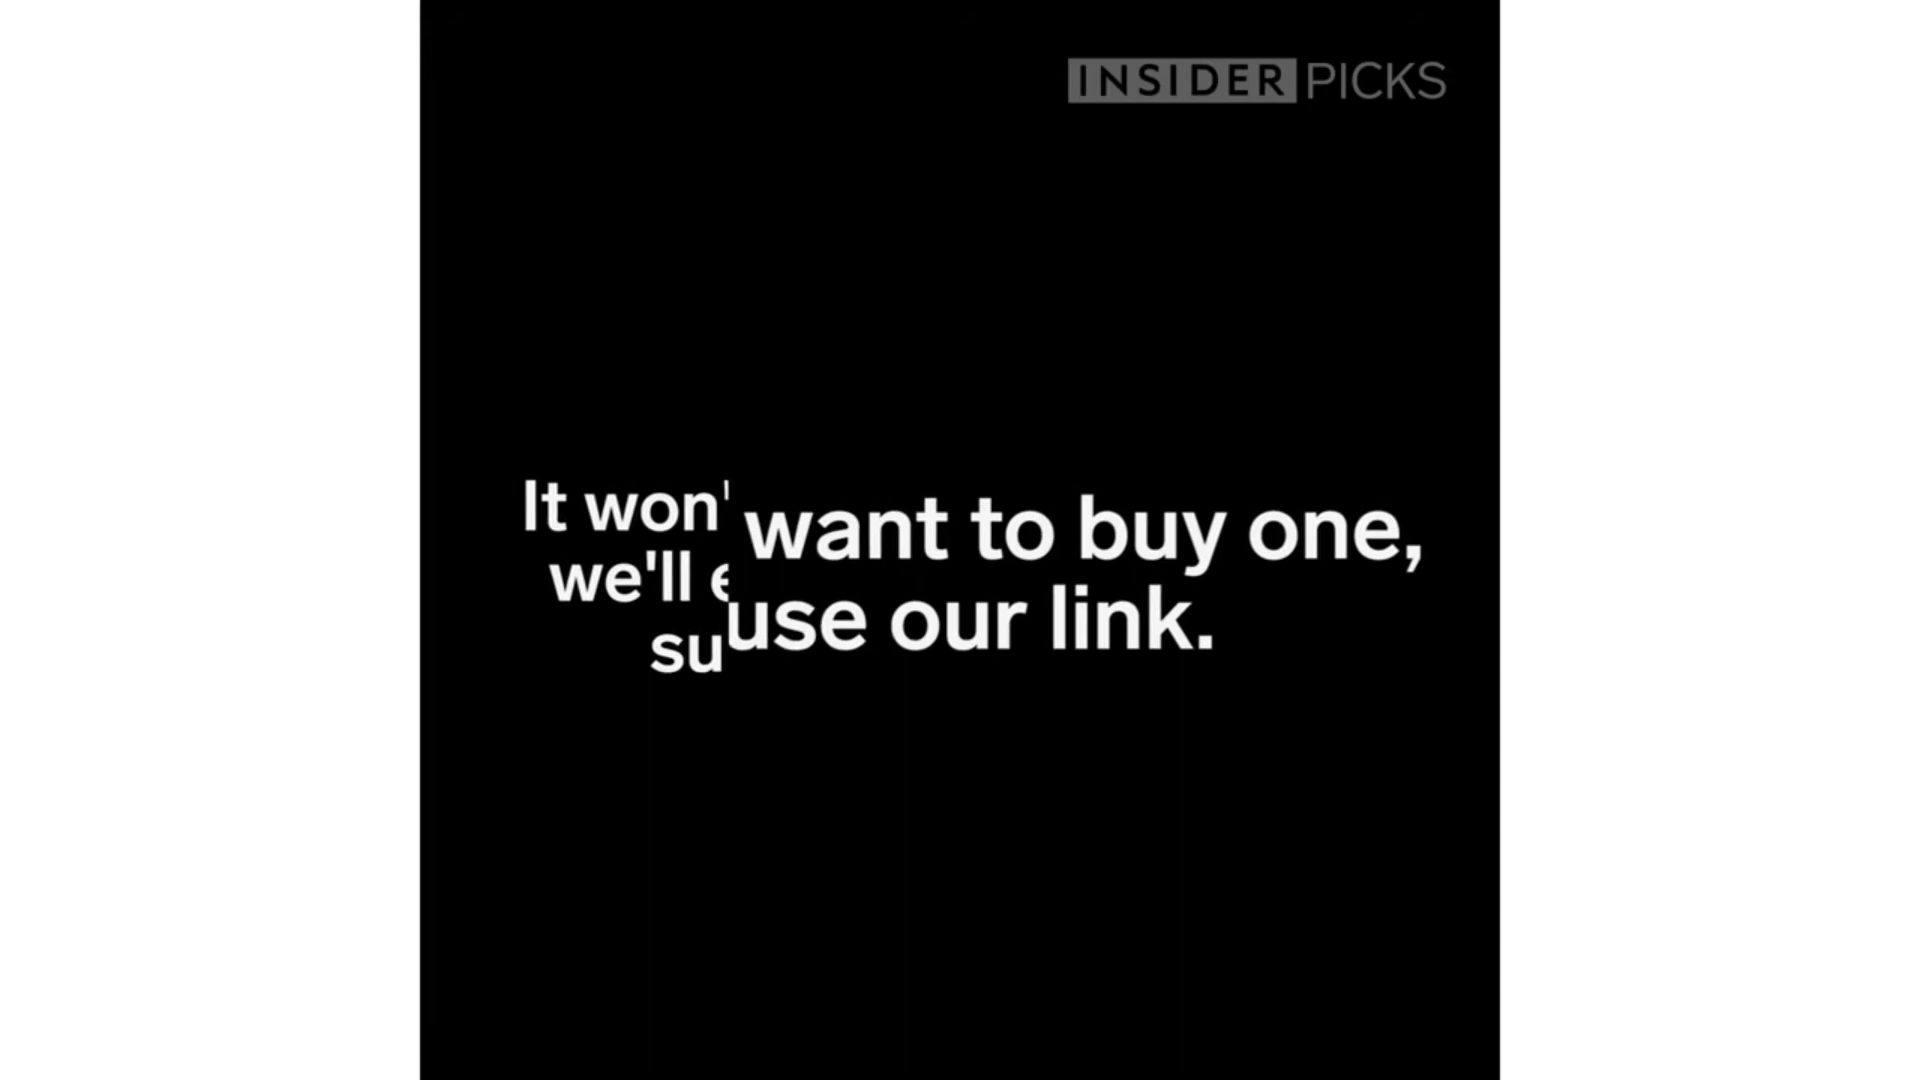 INSIDER PICKS
It won'
want to buy one,
we'll
use our link.
su